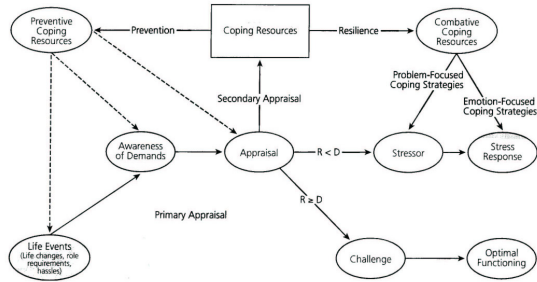 Preventive
Coping
Resources
Prevention
Coping Resources
Resilience
Combative
Coping
Resources
Problem-Focused
Coping Strategies
Emotion-Focused
Coping Strategies
Secondary Appraisal
Awareness
of Demands
Appraisal
R < D
Stressor
Stress
Response
Primary Appraisal
R ≥ D
Life Events
(Life changes, role
requirements,
hassles)
Challenge
Optimal
Functioning